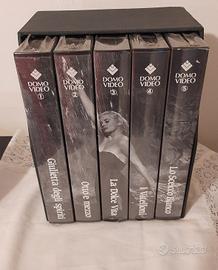 DOMO
VIDEO
1
Giulietta degli spiriti
DOMO
VIDEO
2
Otto e mezzo
DOMO
VIDEO
3
La Dolce Vita
DOMO
VIDEO
4
I Vitelloni
DOMO
VIDEO
5
Lo Sceicco Bianco
subito